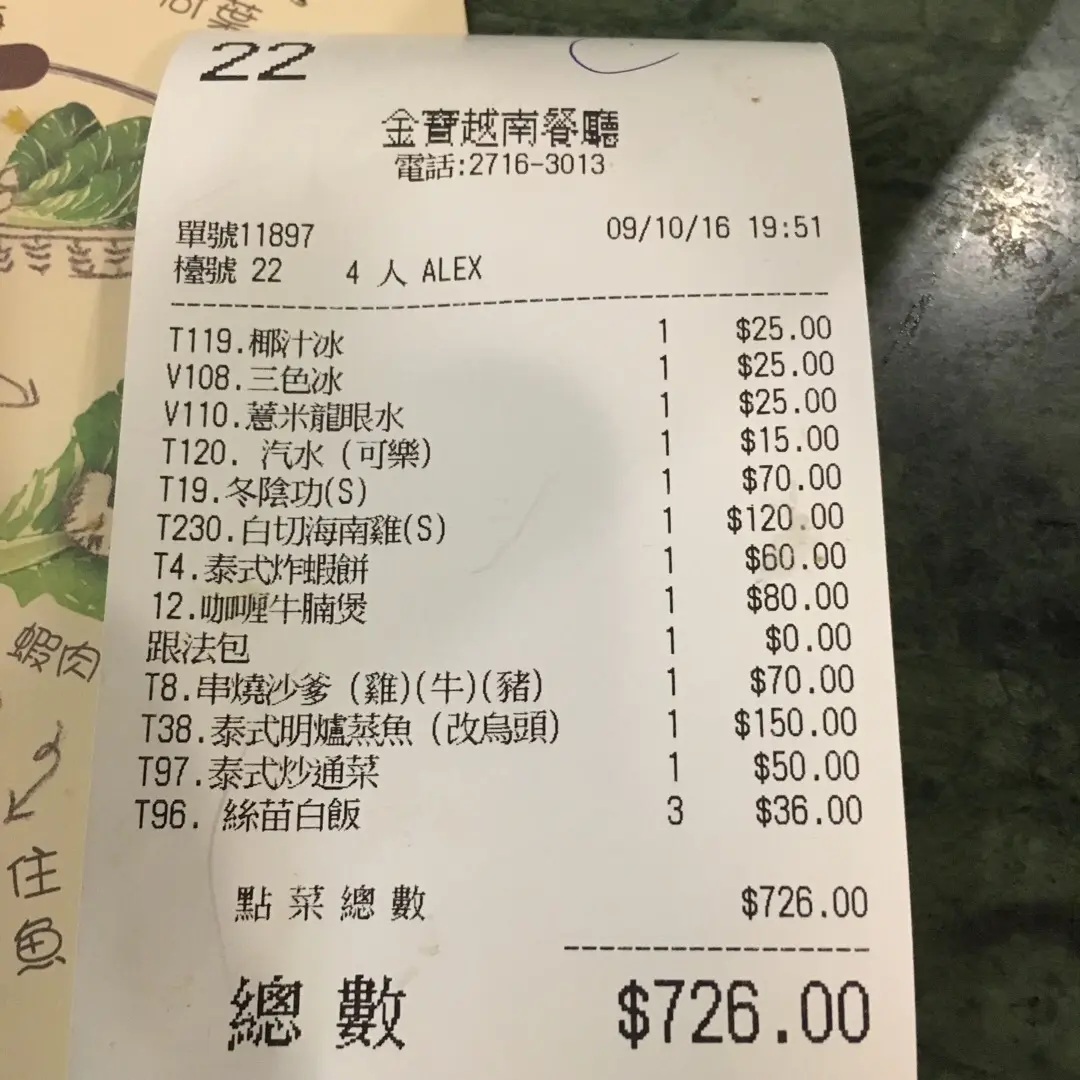 22
金寶越南餐廳
電話:2716-3013
單號11897 09/10/16 19:51
檯號 22 4 人 ALEX
T119.椰汁冰 1 $25.00
V108.三色冰 1 $25.00
V110.薏米龍眼水 1 $25.00
T120. 汽水 (可樂) 1 $15.00
T19.冬陰功(S) 1 $70.00
T230.白切海南雞(S) 1 $120.00
T4.泰式炸蝦餅 1 $60.00
12.咖喱牛腩煲 1 $80.00
跟法包 1 $0.00
T8.串燒沙爹 (雞)(牛)(豬) 1 $70.00
T38.泰式明爐蒸魚 (改烏頭) 1 $150.00
T97.泰式炒通菜 1 $50.00
T96. 絲苗白飯 3 $36.00
點菜總數 $726.00
總數 $726.00
蝦肉
住
魚